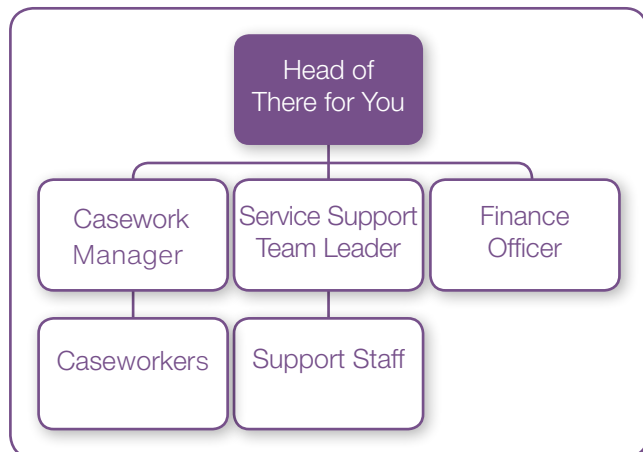 Head of
There for You
Casework
Manager
Service Support
Team Leader
Finance
Officer
Caseworkers
Support Staff